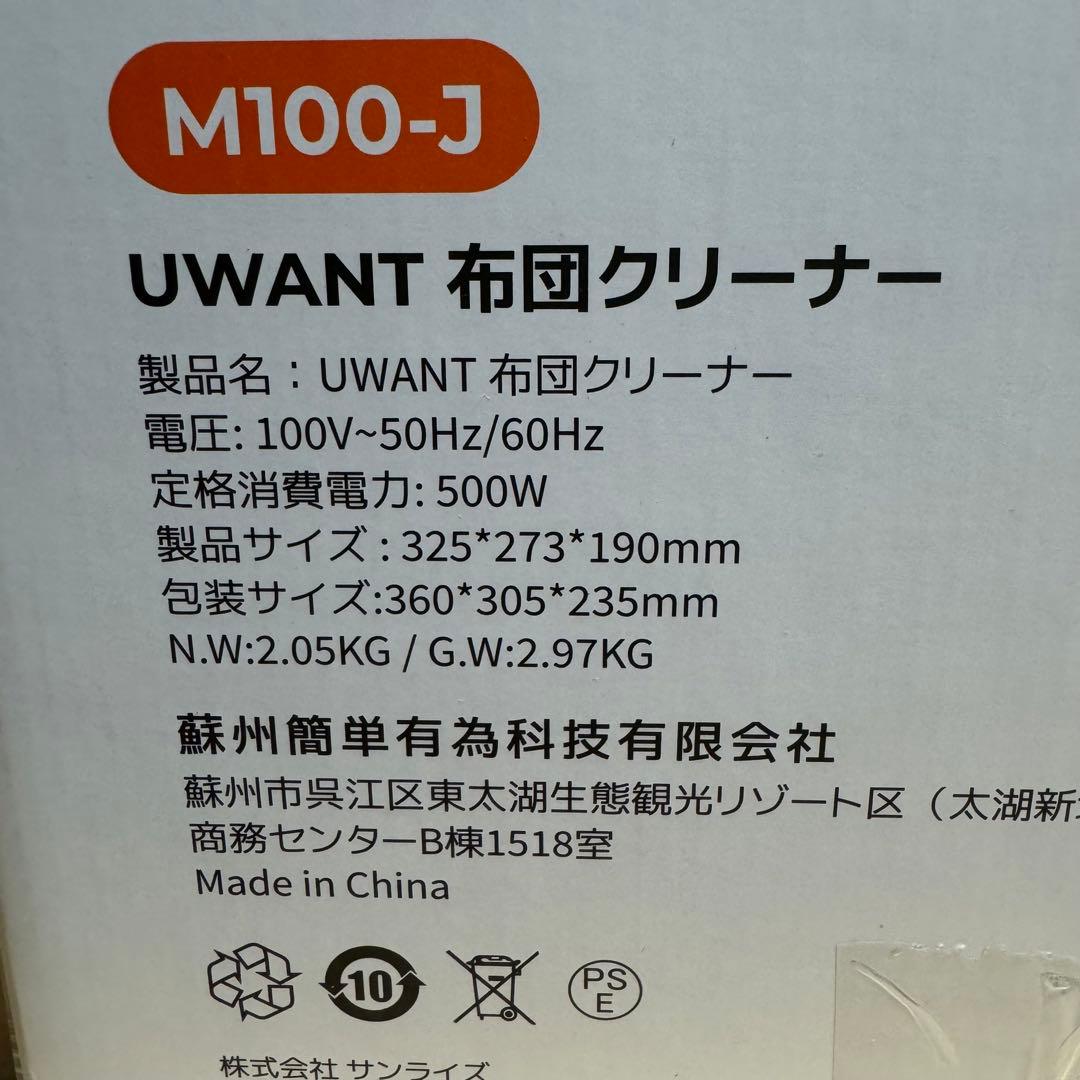 M100-J
UWANT 布団クリーナー
製品名：UWANT 布団クリーナー
電圧: 100V~50Hz/60Hz
定格消費電力: 500W
製品サイズ : 325*273*190mm
包装サイズ:360*305*235mm
N.W:2.05KG / G.W:2.97KG
蘇州簡単有為科技有限会社
蘇州市呉江区東太湖生態観光リゾート区（太湖新
商務センターB棟1518室
Made in China
10
PS
E
株式会社 サンライズ